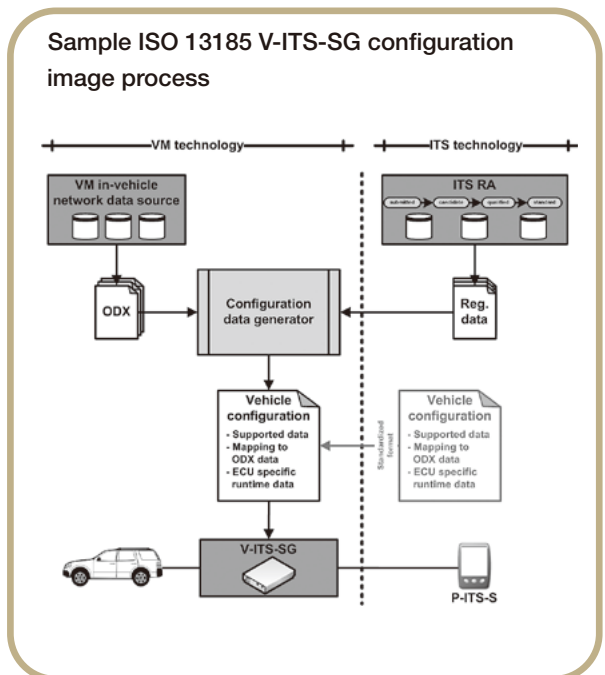 Sample ISO 13185 V-ITS-SG configuration
image process
VM technology
ITS technology
VM in-vehicle
network data source
ITS RA
submitted
candidate
qualified
standard
ODX
Configuration
data generator
Reg.
data
Vehicle
configuration
- Supported data
- Mapping to
ODX data
- ECU specific
runtime data
Standardized
format
Vehicle
configuration
- Supported data
- Mapping to
ODX data
- ECU specific
runtime data
V-ITS-SG
P-ITS-S